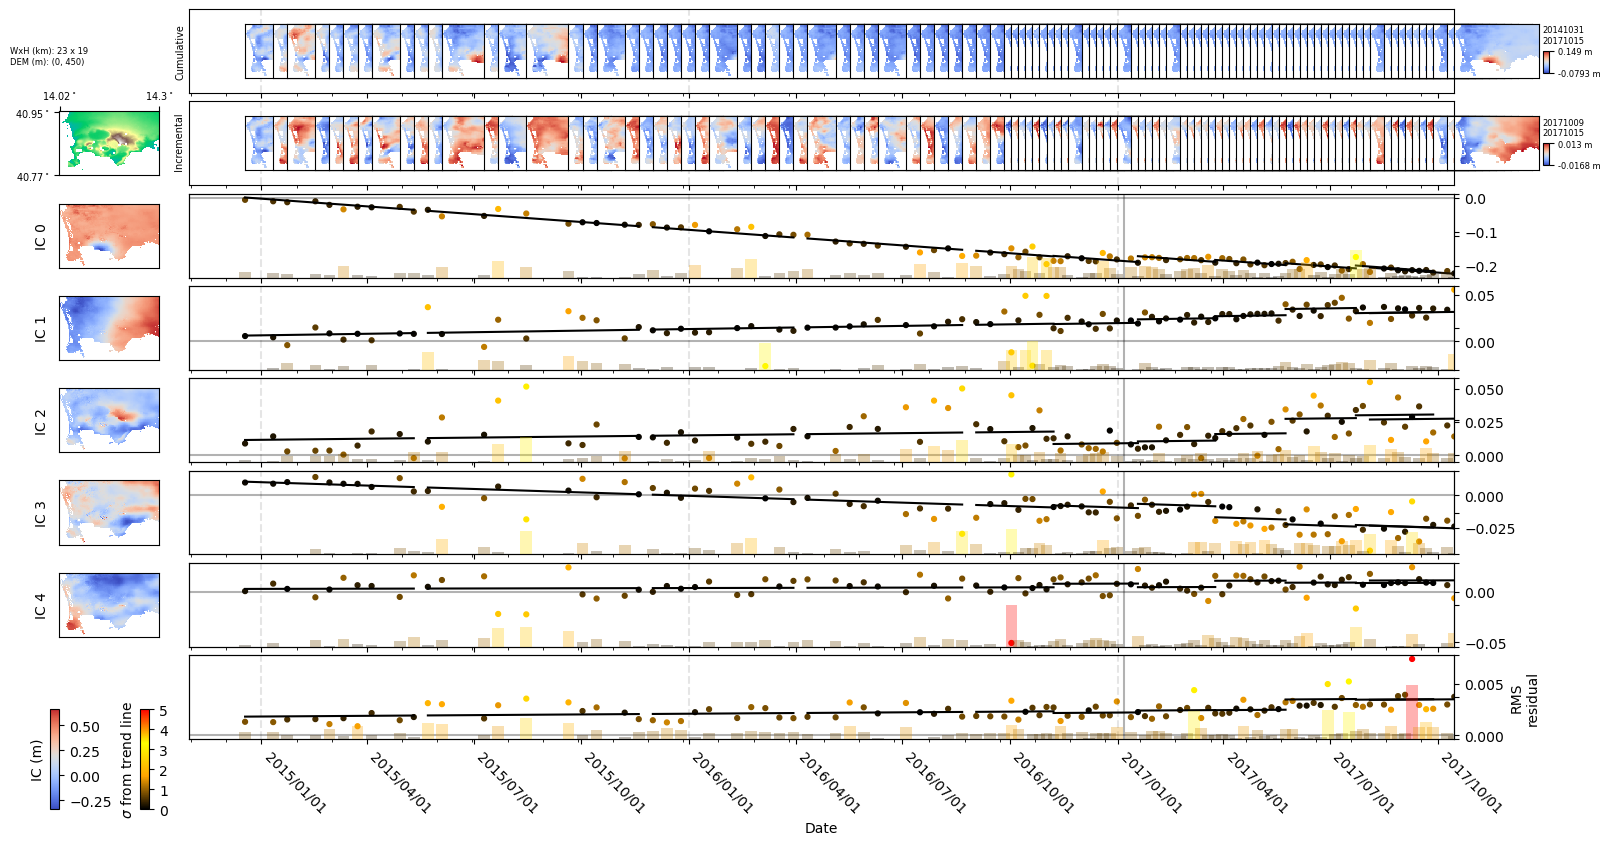 WxH (km): 23 x 19
DEM (m): (0, 450)
14.02°
14.3°
40.95°
40.77°
Cumulative
20141031
20171015
0.149 m
-0.0793 m
Incremental
20171009
20171015
0.013 m
-0.0168 m
IC 0
0.0
−0.1
−0.2
IC 1
0.05
0.00
IC 2
0.050
0.025
0.000
IC 3
0.000
−0.025
IC 4
0.00
−0.05
0.005
0.000
RMS
residual
IC (m)
0.50
0.25
0.00
−0.25
σ from trend line
5
4
3
2
1
0
2015/01/01
2015/04/01
2015/07/01
2015/10/01
2016/01/01
2016/04/01
2016/07/01
2016/10/01
2017/01/01
2017/04/01
2017/07/01
2017/10/01
Date